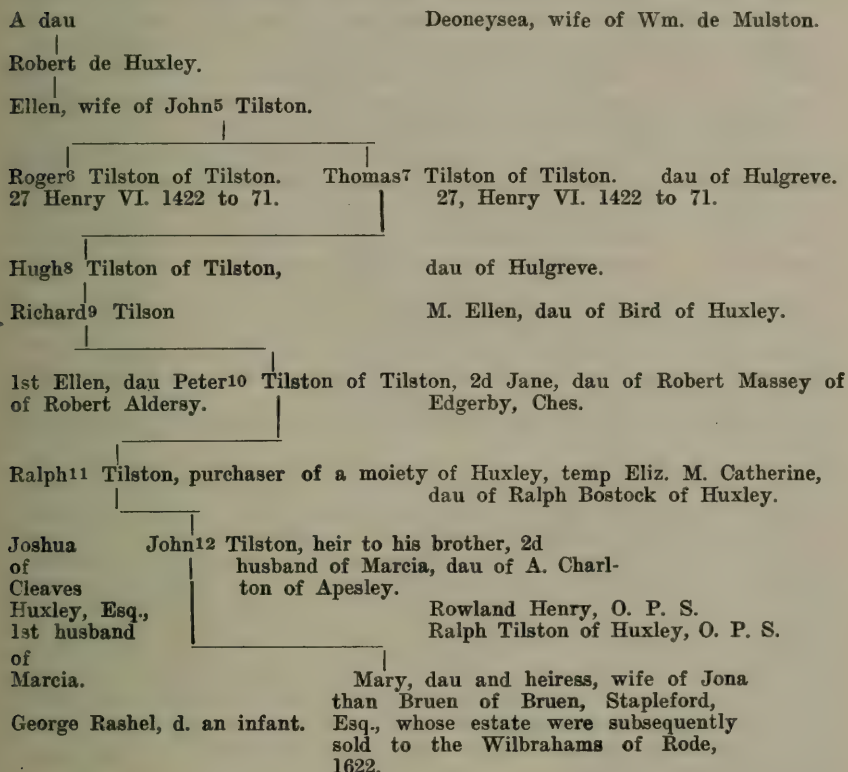 A dau Deoneysea, wife of Wm. de Mulston.
Robert de Huxley.
Ellen, wife of John5 Tilston.
Roger6 Tilston of Tilston. Thomas7 Tilston of Tilston. dau of Hulgreve.
27 Henry VI. 1422 to 71. 27, Henry VI. 1422 to 71.
Hugh8 Tilston of Tilston, dau of Hulgreve.
Richard9 Tilson M. Ellen, dau of Bird of Huxley.
1st Ellen, dau Peter10 Tilston of Tilston, 2d Jane, dau of Robert Massey of
of Robert Aldersy. Edgerby, Ches.
Ralph11 Tilston, purchaser of a moiety of Huxley, temp Eliz. M. Catherine,
dau of Ralph Bostock of Huxley.
Joshua John12 Tilston, heir to his brother, 2d
of husband of Marcia, dau of A. Charl-
Cleaves ton of Apesley.
Huxley, Esq., Rowland Henry, O. P. S.
1st husband Ralph Tilston of Huxley, O. P. S.
of
Marcia. Mary, dau and heiress, wife of Jona
than Bruen of Bruen, Stapleford,
George Rashel, d. an infant. Esq., whose estate were subsequently
sold to the Wilbrahams of Rode,
1622.